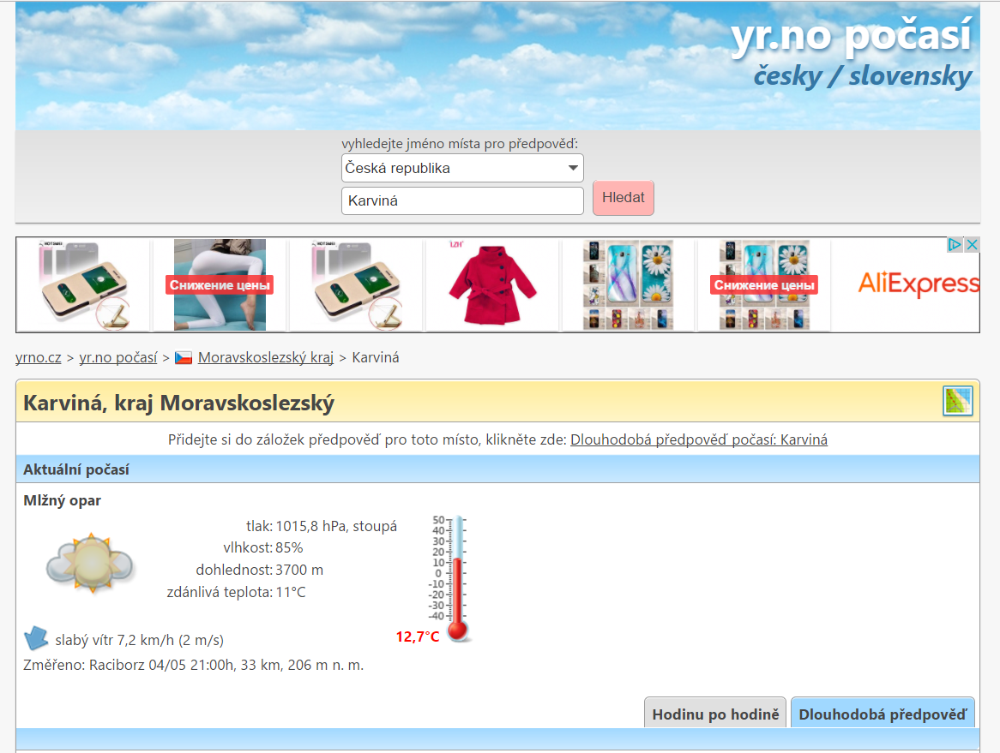 yr.no počasí
česky / slovensky
vyhledejte jméno místa pro předpověď:
Česká republika
Karviná
Hledat
Снижение цены
LZH
Снижение цены
AliExpress
yrno.cz > yr.no počasí > Moravskoslezský kraj > Karviná
Karviná, kraj Moravskoslezský
Přidejte si do záložek předpověď pro toto místo, klikněte zde: Dlouhodobá předpověď počasí: Karviná
Aktuální počasí
Mlžný opar
tlak: 1015,8 hPa, stoupá
vlhkost: 85%
dohlednost: 3700 m
zdánlivá teplota: 11°C
50
40
30
20
10
0
-10
-20
-30
-40
12,7°C
slabý vítr 7,2 km/h (2 m/s)
Změřeno: Raciborz 04/05 21:00h, 33 km, 206 m n. m.
Hodinu po hodině
Dlouhodobá předpověď